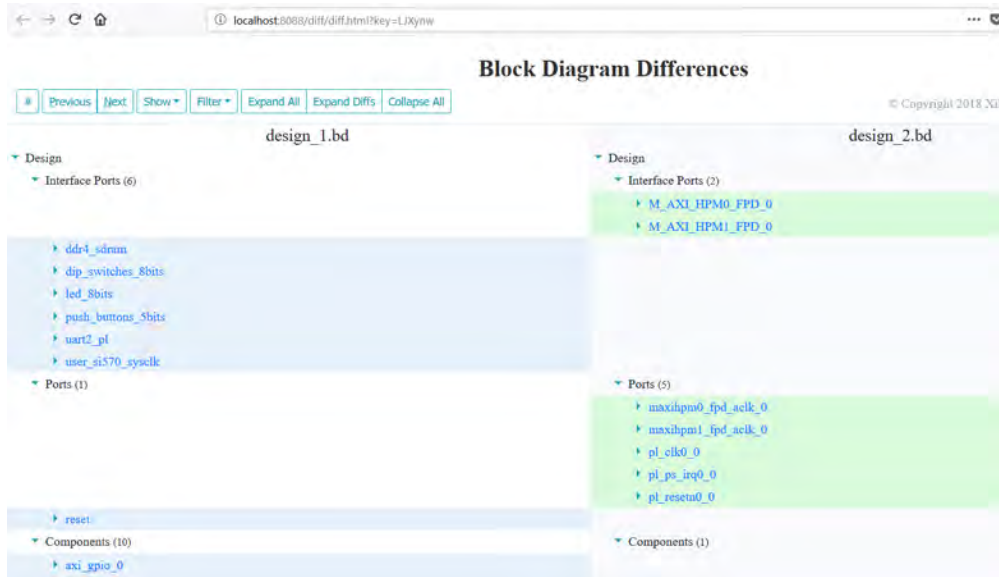 localhost:8088/diff/diff.html?key=LJXynw
Block Diagram Differences
# Previous Next Show Filter Expand All Expand Diffs Collapse All
© Copyright 2018 Xil
design_1.bd design_2.bd
Design Design
Interface Ports (6) Interface Ports (2)
M_AXI_HPM0_FPD_0
M_AXI_HPM1_FPD_0
ddr4_sdram
dip_switches_8bits
led_8bits
push_buttons_5bits
uart2_pl
user_si570_sysclk
Ports (1) Ports (5)
maxihpm0_fpd_aclk_0
maxihpm1_fpd_aclk_0
pl_clk0_0
pl_ps_irq0_0
pl_resetn0_0
reset
Components (10) Components (1)
axi_gpio_0